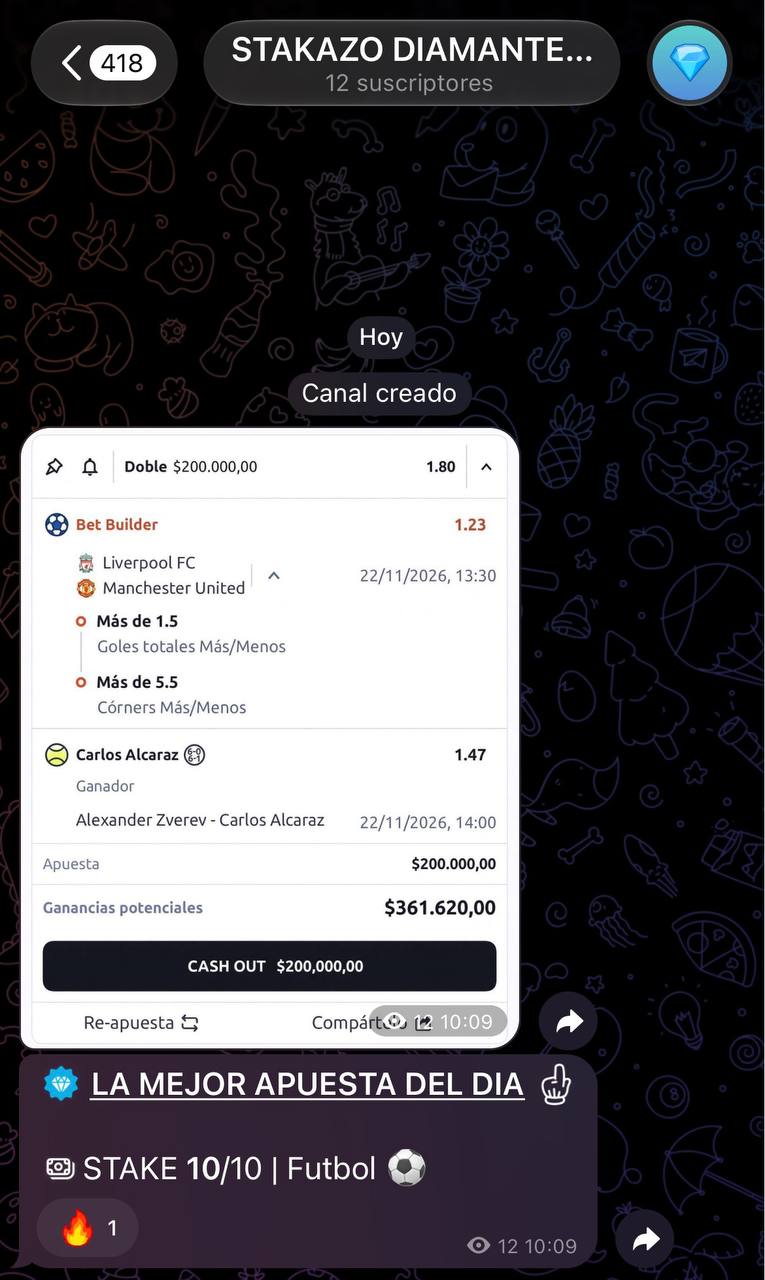 418
STAKAZO DIAMANTE...
12 suscriptores
Hoy
Canal creado
Doble $200.000,00 1.80
Bet Builder 1.23
Liverpool FC
Manchester United
22/11/2026, 13:30
Más de 1.5
Goles totales Más/Menos
Más de 5.5
Córners Más/Menos
Carlos Alcaraz 1.47
Ganador
Alexander Zverev - Carlos Alcaraz 22/11/2026, 14:00
Apuesta $200.000,00
Ganancias potenciales $361.620,00
CASH OUT $200,000,00
Re-apuesta
12 10:09
LA MEJOR APUESTA DEL DIA
STAKE 10/10 | Futbol
1
12 10:09